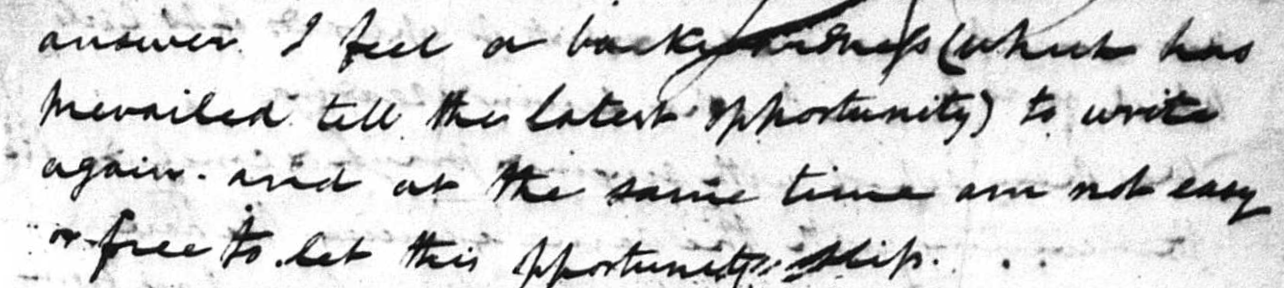 answer. I feel a backwardness (which has
prevailed till the latest opportunity) to write
again. and at the same time am not easy
or free to let this opportunity slip.